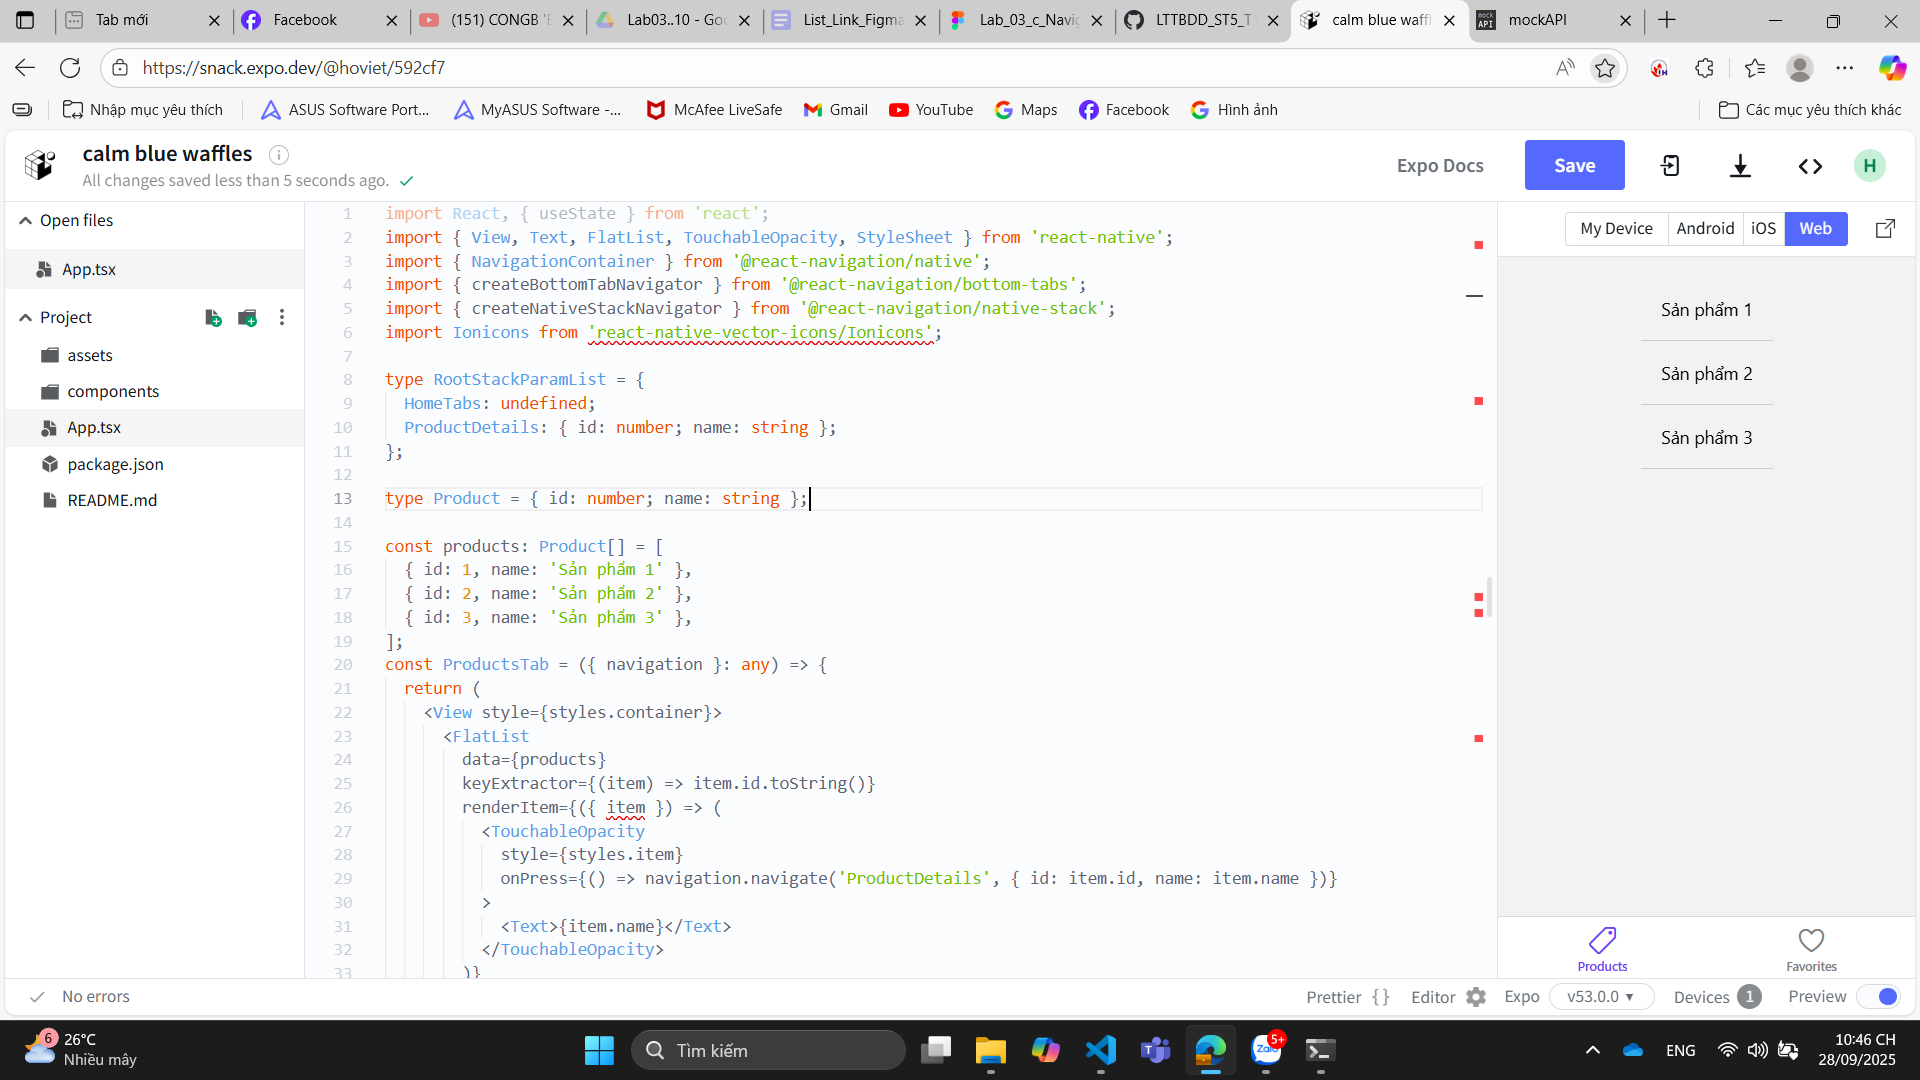 Tab mới
Facebook
(151) CONGB 'B
Lab03..10 - Goo
List_Link_Figma
Lab_03_c_Navig
LTTBDD_ST5_T1
calm blue waffl
mockAPI
https://snack.expo.dev/@hoviet/592cf7
Nhập mục yêu thích
ASUS Software Port...
MyASUS Software -...
McAfee LiveSafe
Gmail
YouTube
Maps
Facebook
Hình ảnh
Các mục yêu thích khác
calm blue waffles
All changes saved less than 5 seconds ago.
Expo Docs
Save
H
Open files
App.tsx
Project
assets
components
App.tsx
package.json
README.md
1 import React, { useState } from 'react';
2 import { View, Text, FlatList, TouchableOpacity, StyleSheet } from 'react-native';
3 import { NavigationContainer } from '@react-navigation/native';
4 import { createBottomTabNavigator } from '@react-navigation/bottom-tabs';
5 import { createNativeStackNavigator } from '@react-navigation/native-stack';
6 import Ionicons from 'react-native-vector-icons/Ionicons';
7
8 type RootStackParamList = {
9 HomeTabs: undefined;
10 ProductDetails: { id: number; name: string };
11 };
12
13 type Product = { id: number; name: string };
14
15 const products: Product[] = [
16 { id: 1, name: 'Sản phẩm 1' },
17 { id: 2, name: 'Sản phẩm 2' },
18 { id: 3, name: 'Sản phẩm 3' },
19 ];
20 const ProductsTab = ({ navigation }: any) => {
21 return (
22 <View style={styles.container}>
23 <FlatList
24 data={products}
25 keyExtractor={(item) => item.id.toString()}
26 renderItem={({ item }) => (
27 <TouchableOpacity
28 style={styles.item}
29 onPress={() => navigation.navigate('ProductDetails', { id: item.id, name: item.name })}
30 >
31 <Text>{item.name}</Text>
32 </TouchableOpacity>
33 )}
My Device
Android
iOS
Web
Sản phẩm 1
Sản phẩm 2
Sản phẩm 3
Products
Favorites
No errors
Prettier { }
Editor
Expo
v53.0.0
Devices 1
Preview
6
26°C
Nhiều mây
Tìm kiếm
5+
Zalo
ENG
10:46 CH
28/09/2025